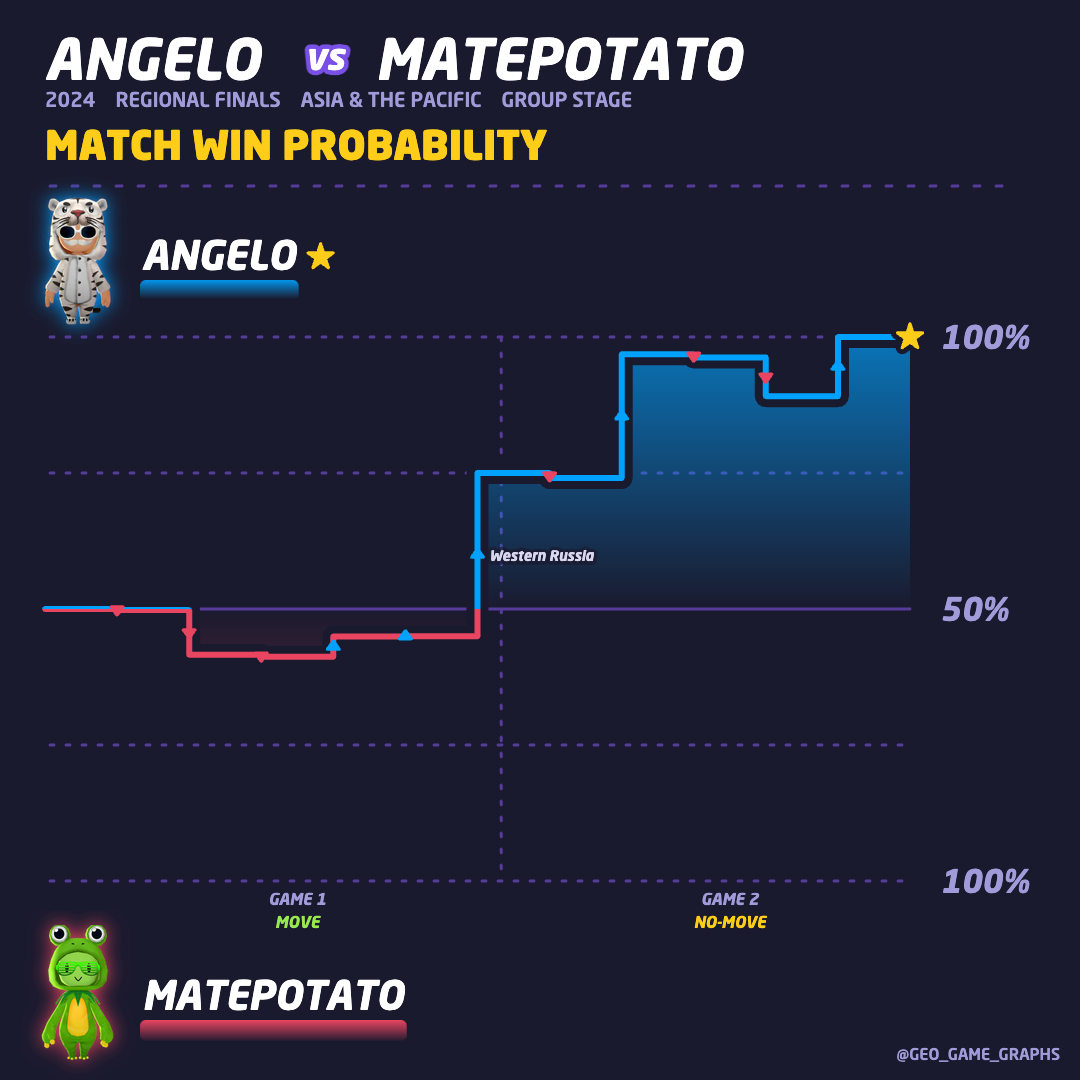 ANGELO VS MATEPOTATO
2024 REGIONAL FINALS ASIA & THE PACIFIC GROUP STAGE
MATCH WIN PROBABILITY
ANGELO
100%
Western Russia
50%
100%
GAME 1 GAME 2
MOVE NO-MOVE
MATEPOTATO
@GEO_GAME_GRAPHS